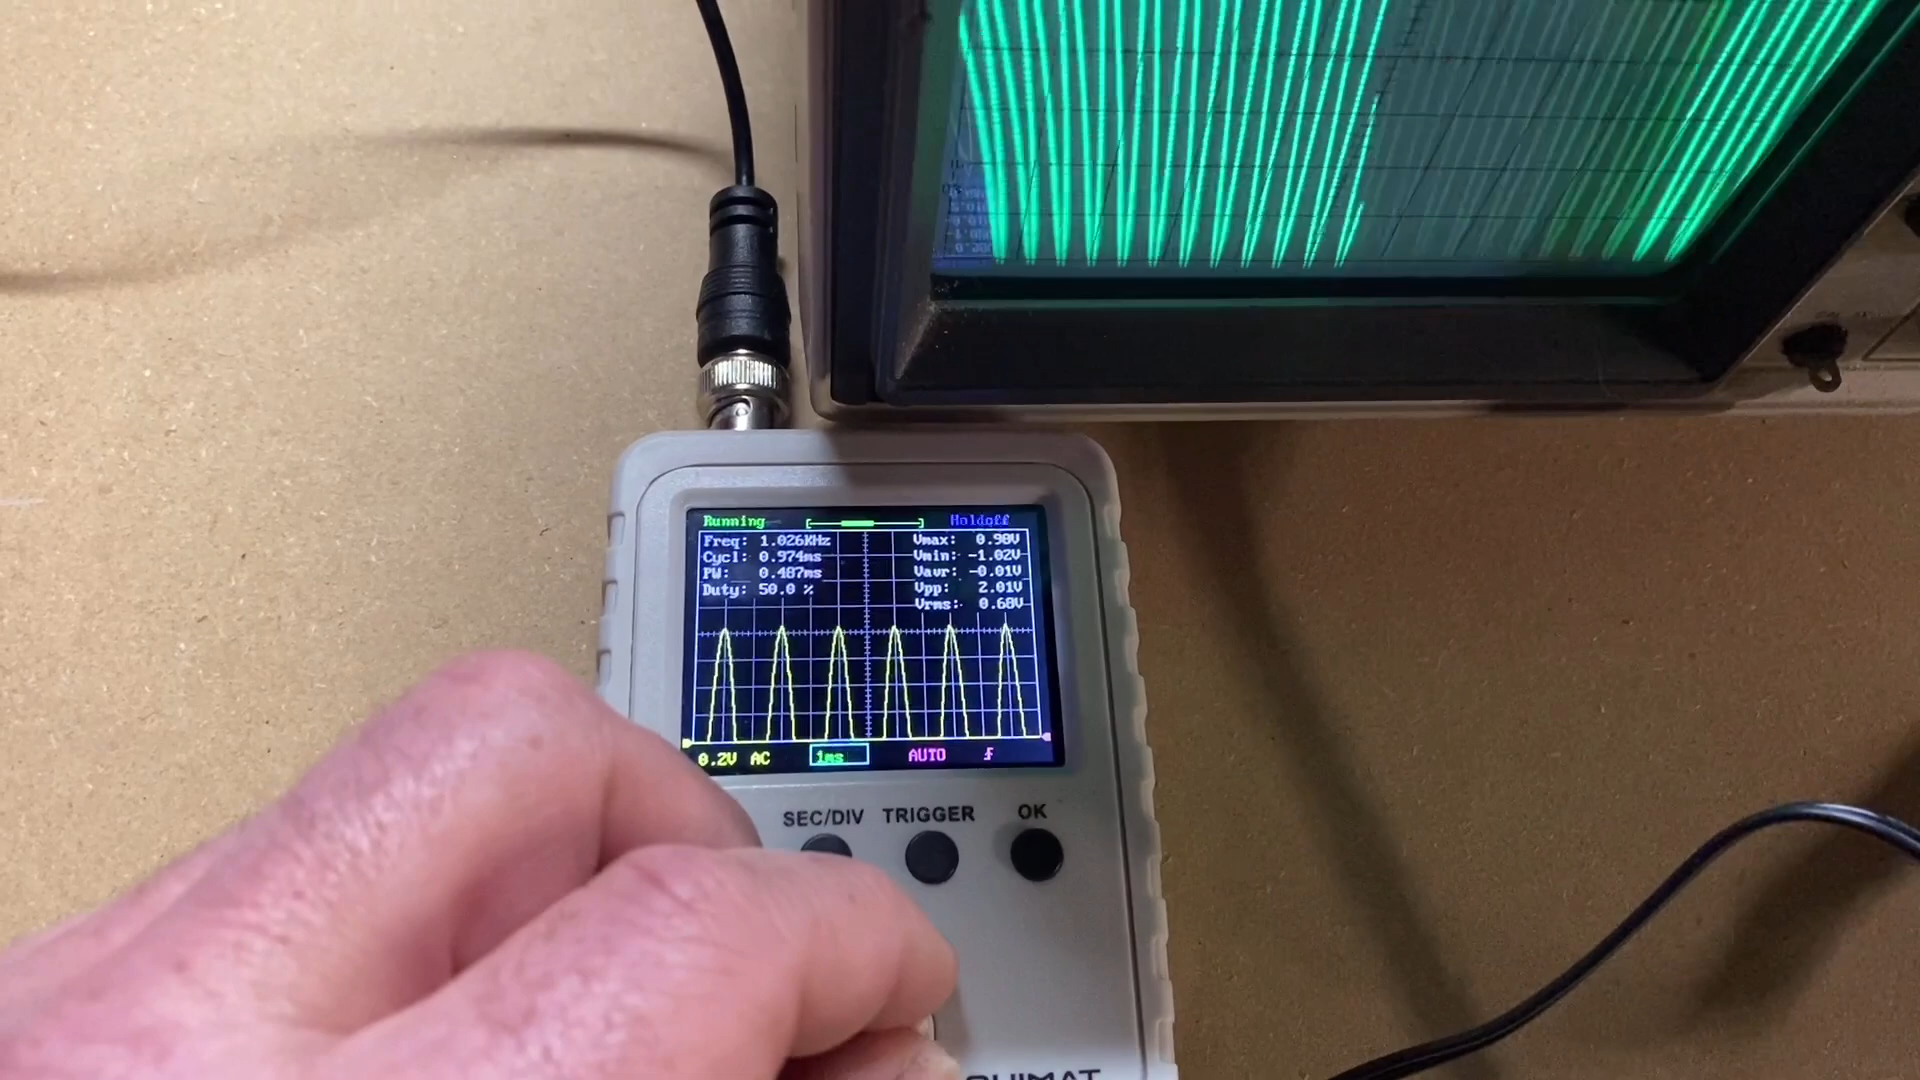 Running Holdoff
Freq: 1.026KHz Vmax: 0.98V
Cycl: 0.974ms Vmin: -1.02V
PW: 0.487ms Vavr: -0.01V
Duty: 50.0 % Vpp: 2.01V
Vrms: 0.68V
0.2V AC 1ms AUTO
SEC/DIV TRIGGER OK